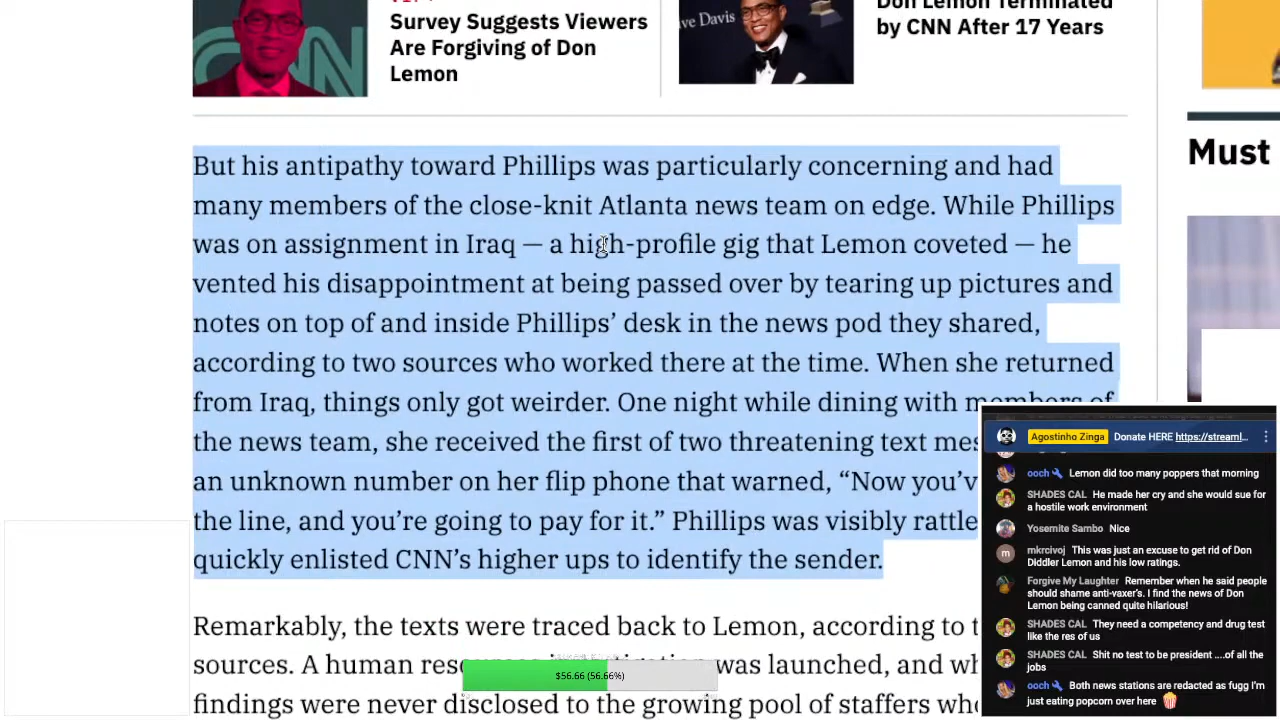 Survey Suggests Viewers
Are Forgiving of Don
Lemon
CNN
ive Davis
Don Lemon Terminated
by CNN After 17 Years
But his antipathy toward Phillips was particularly concerning and had
many members of the close-knit Atlanta news team on edge. While Phillips
was on assignment in Iraq — a high-profile gig that Lemon coveted — he
vented his disappointment at being passed over by tearing up pictures and
notes on top of and inside Phillips’ desk in the news pod they shared,
according to two sources who worked there at the time. When she returned
from Iraq, things only got weirder. One night while dining with members of
the news team, she received the first of two threatening text mes
an unknown number on her flip phone that warned, “Now you’v
the line, and you’re going to pay for it.” Phillips was visibly rattle
quickly enlisted CNN’s higher ups to identify the sender.
Remarkably, the texts were traced back to Lemon, according to t
sources. A human was launched, and wh
findings were never disclosed to the growing pool of staffers who
$56.66 (56.66%)
Must
Agostinho Zinga Donate HERE https://streaml...
ooch Lemon did too many poppers that morning
SHADES CAL He made her cry and she would sue for
a hostile work environment
Yosemite Sambo Nice
m mkrcivoj This was just an excuse to get rid of Don
Diddler Lemon and his low ratings.
Forgive My Laughter Remember when he said people
should shame anti-vaxer's. I find the news of Don
Lemon being canned quite hilarious!
SHADES CAL They need a competency and drug test
like the res of us
SHADES CAL Shit no test to be president ....of all the
jobs
ooch Both news stations are redacted as fugg I'm
just eating popcorn over here